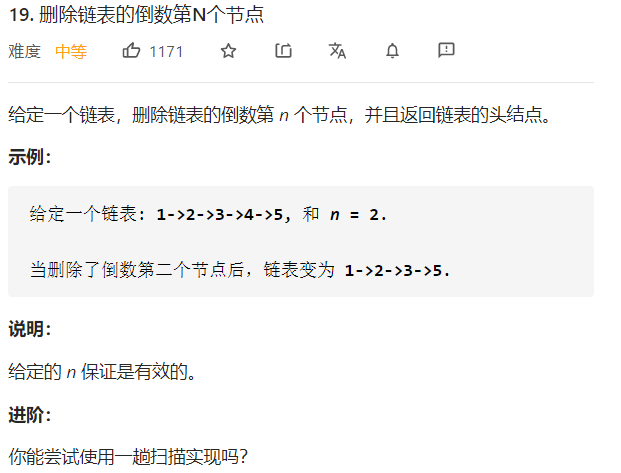 19. 删除链表的倒数第N个节点
难度 中等 1171
给定一个链表，删除链表的倒数第 n 个节点，并且返回链表的头结点。
示例：
给定一个链表: 1->2->3->4->5, 和 n = 2.
当删除了倒数第二个节点后，链表变为 1->2->3->5.
说明：
给定的 n 保证是有效的。
进阶：
你能尝试使用一趟扫描实现吗？